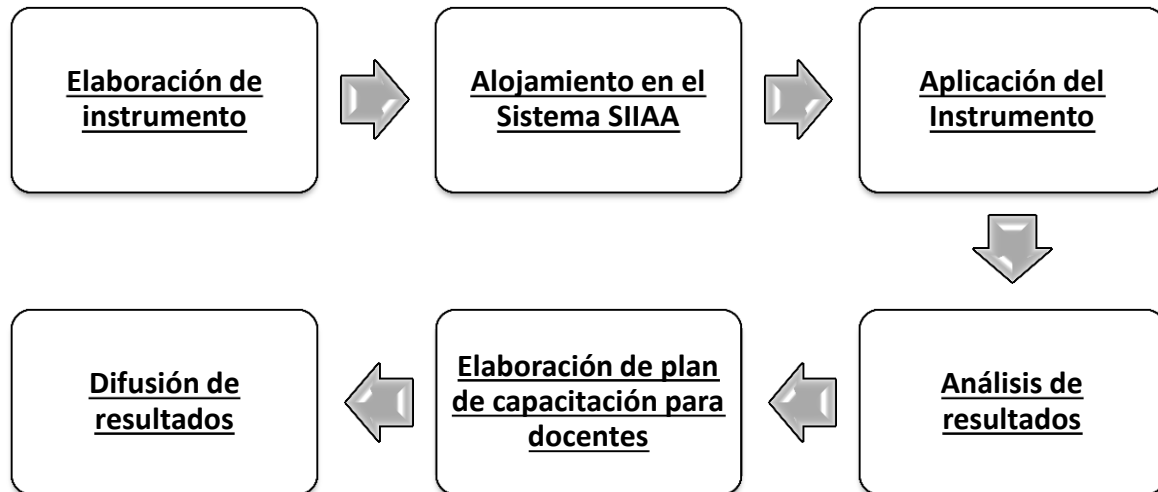 Elaboración de
instrumento
Alojamiento en el
Sistema SIIAA
Aplicación del
Instrumento
Análisis de
resultados
Elaboración de plan
de capacitación para
docentes
Difusión de
resultados